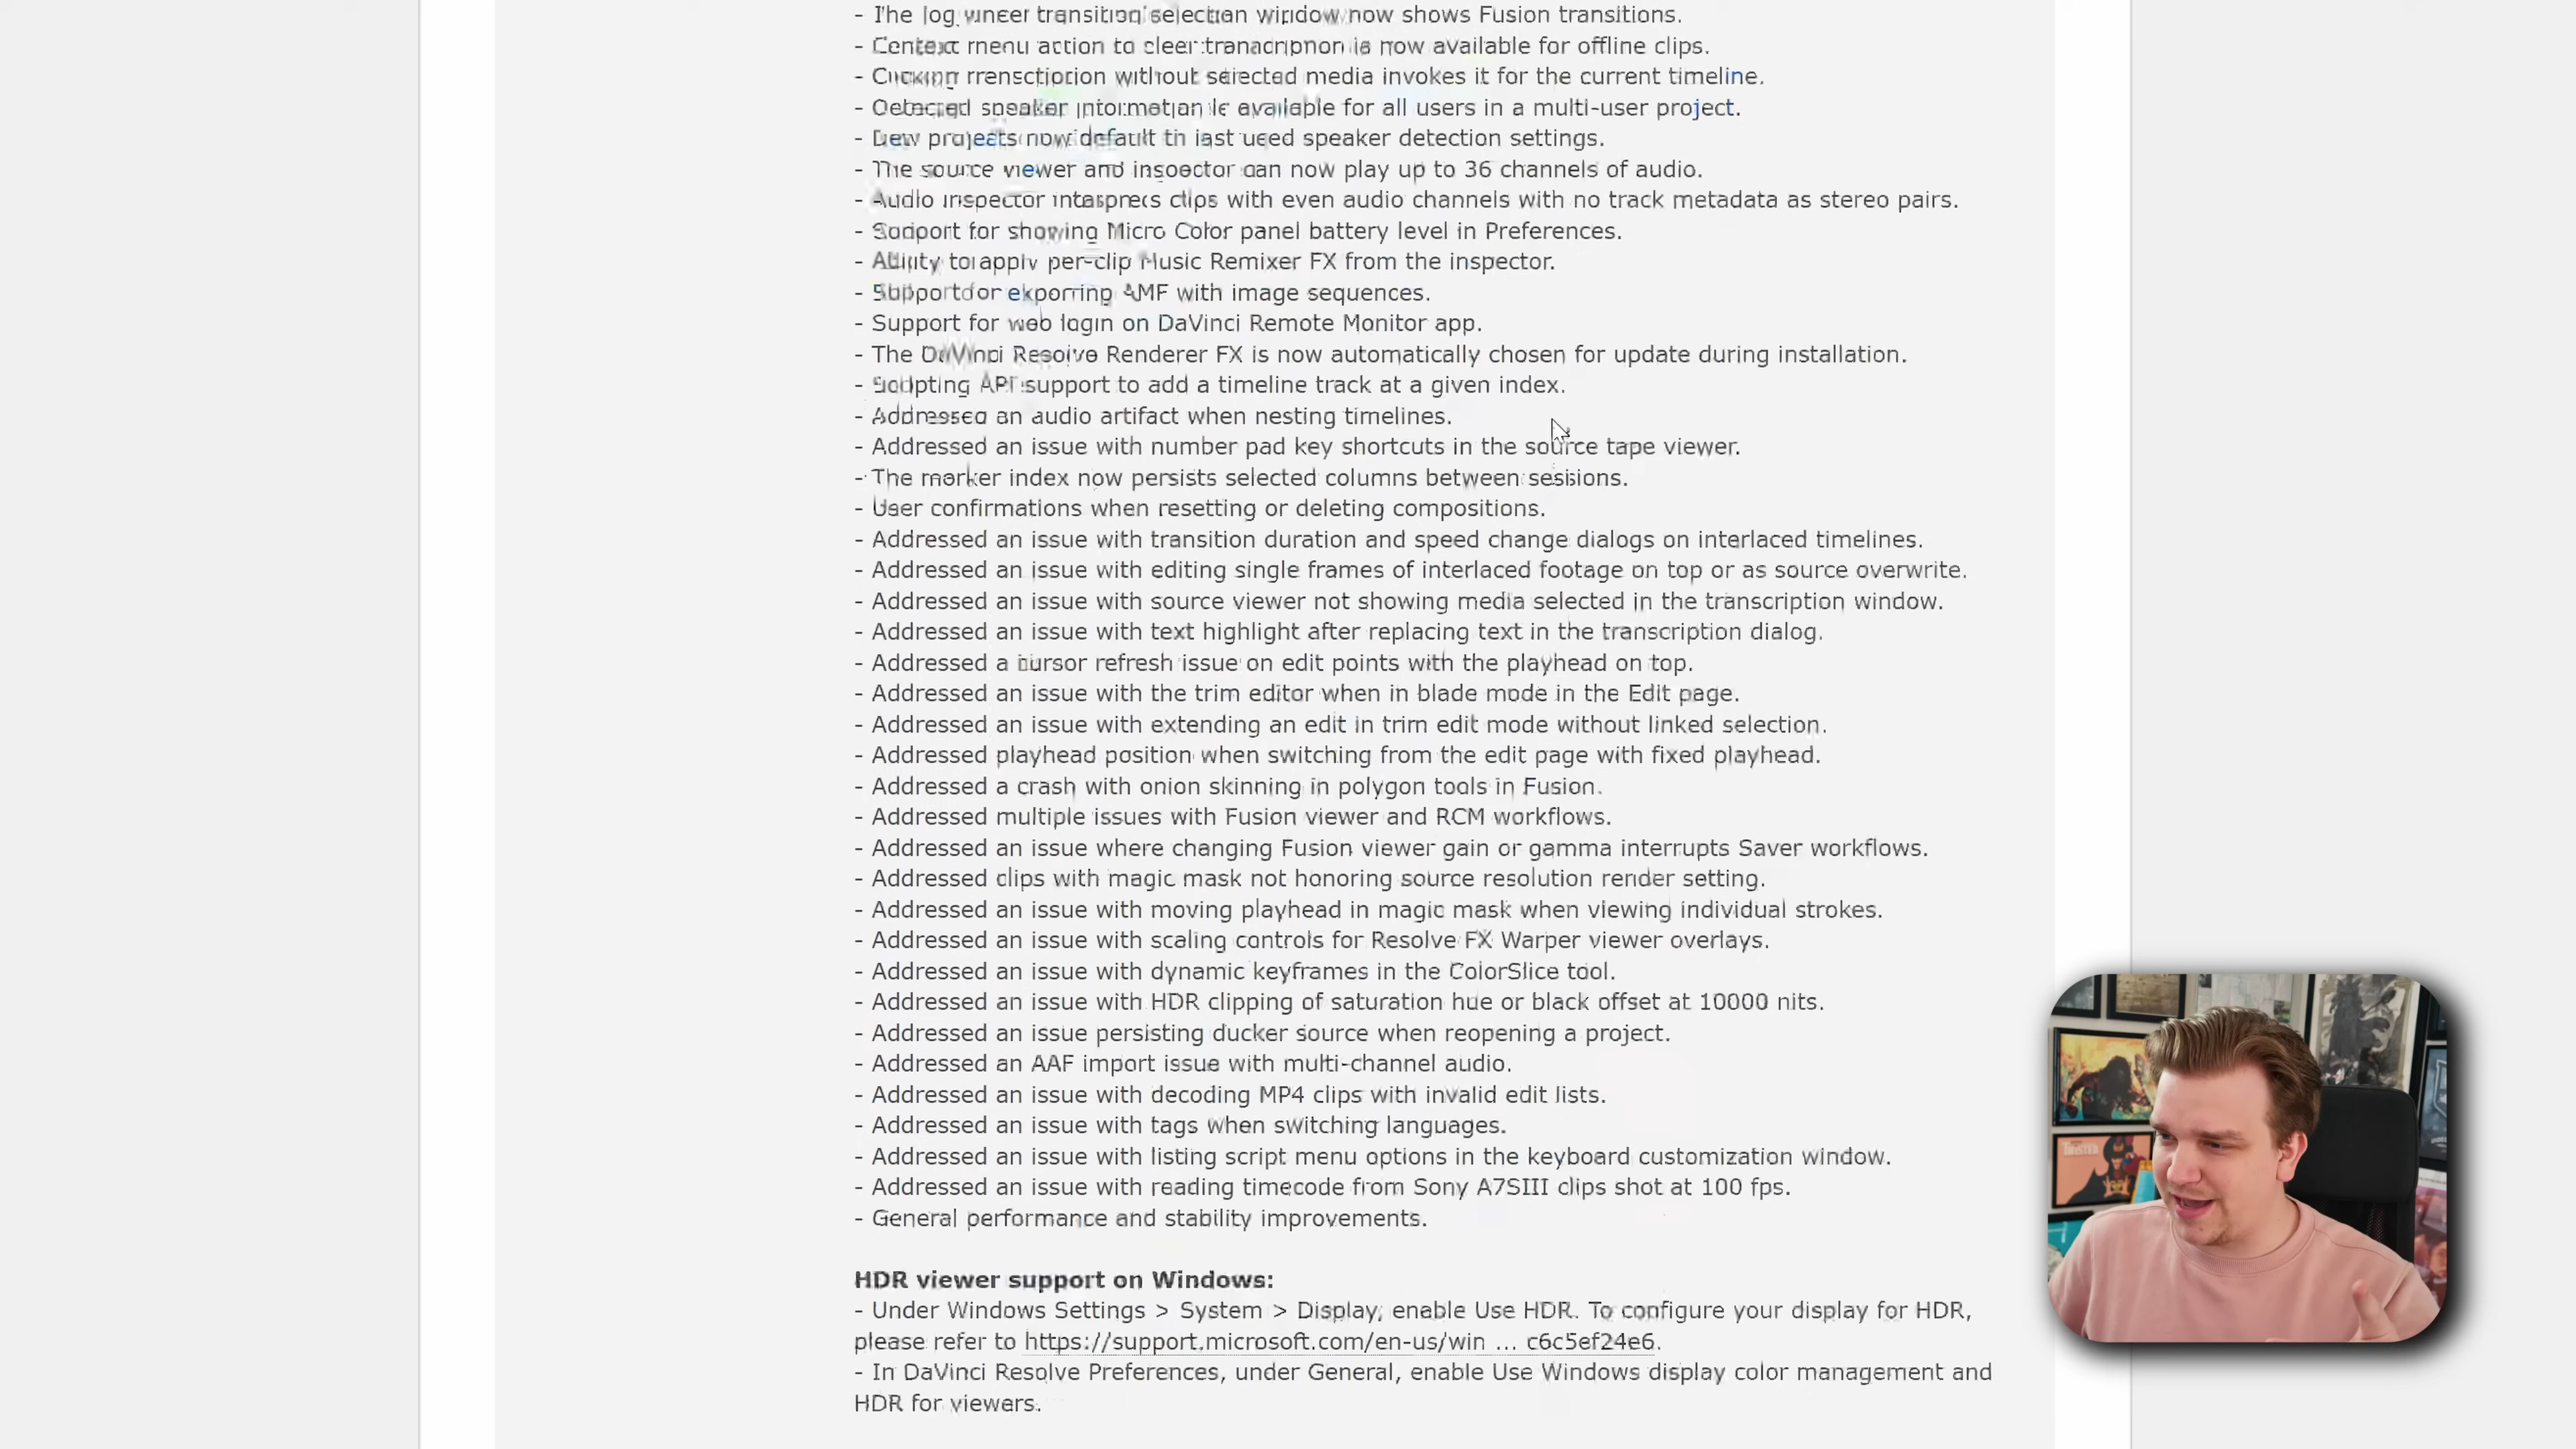 - The log window transition selection window now shows Fusion transitions.
- Context menu action to clear transcription is now available for offline clips.
- transcription without selected media invokes it for the current timeline.
- Detected speaker information is available for all users in a multi-user project.
- New projects now default to last used speaker detection settings.
- The source viewer and inspector can now play up to 36 channels of audio.
- Audio inspector interprets clips with even audio channels with no track metadata as stereo pairs.
- Support for showing Micro Color panel battery level in Preferences.
- Ability to apply per-clip Music Remixer FX from the inspector.
- Support for exporting AMF with image sequences.
- Support for web login on DaVinci Remote Monitor app.
- The DaVinci Resolve Renderer FX is now automatically chosen for update during installation.
- Scripting API support to add a timeline track at a given index.
- Addressed an audio artifact when nesting timelines.
- Addressed an issue with number pad key shortcuts in the source tape viewer.
- The marker index now persists selected columns between sessions.
- User confirmations when resetting or deleting compositions.
- Addressed an issue with transition duration and speed change dialogs on interlaced timelines.
- Addressed an issue with editing single frames of interlaced footage on top or as source overwrite.
- Addressed an issue with source viewer not showing media selected in the transcription window.
- Addressed an issue with text highlight after replacing text in the transcription dialog.
- Addressed a cursor refresh issue on edit points with the playhead on top.
- Addressed an issue with the trim editor when in blade mode in the Edit page.
- Addressed an issue with extending an edit in trim edit mode without linked selection.
- Addressed playhead position when switching from the edit page with fixed playhead.
- Addressed a crash with onion skinning in polygon tools in Fusion.
- Addressed multiple issues with Fusion viewer and RCM workflows.
- Addressed an issue where changing Fusion viewer gain or gamma interrupts Saver workflows.
- Addressed clips with magic mask not honoring source resolution render setting.
- Addressed an issue with moving playhead in magic mask when viewing individual strokes.
- Addressed an issue with scaling controls for Resolve FX Warper viewer overlays.
- Addressed an issue with dynamic keyframes in the ColorSlice tool.
- Addressed an issue with HDR clipping of saturation hue or black offset at 10000 nits.
- Addressed an issue persisting ducker source when reopening a project.
- Addressed an AAF import issue with multi-channel audio.
- Addressed an issue with decoding MP4 clips with invalid edit lists.
- Addressed an issue with tags when switching languages.
- Addressed an issue with listing script menu options in the keyboard customization window.
- Addressed an issue with reading timecode from Sony A7SIII clips shot at 100 fps.
- General performance and stability improvements.
HDR viewer support on Windows:
- Under Windows Settings > System > Display, enable Use HDR. To configure your display for HDR,
please refer to https://support.microsoft.com/en-us/win ... c6c5ef24e6.
- In DaVinci Resolve Preferences, under General, enable Use Windows display color management and
HDR for viewers.